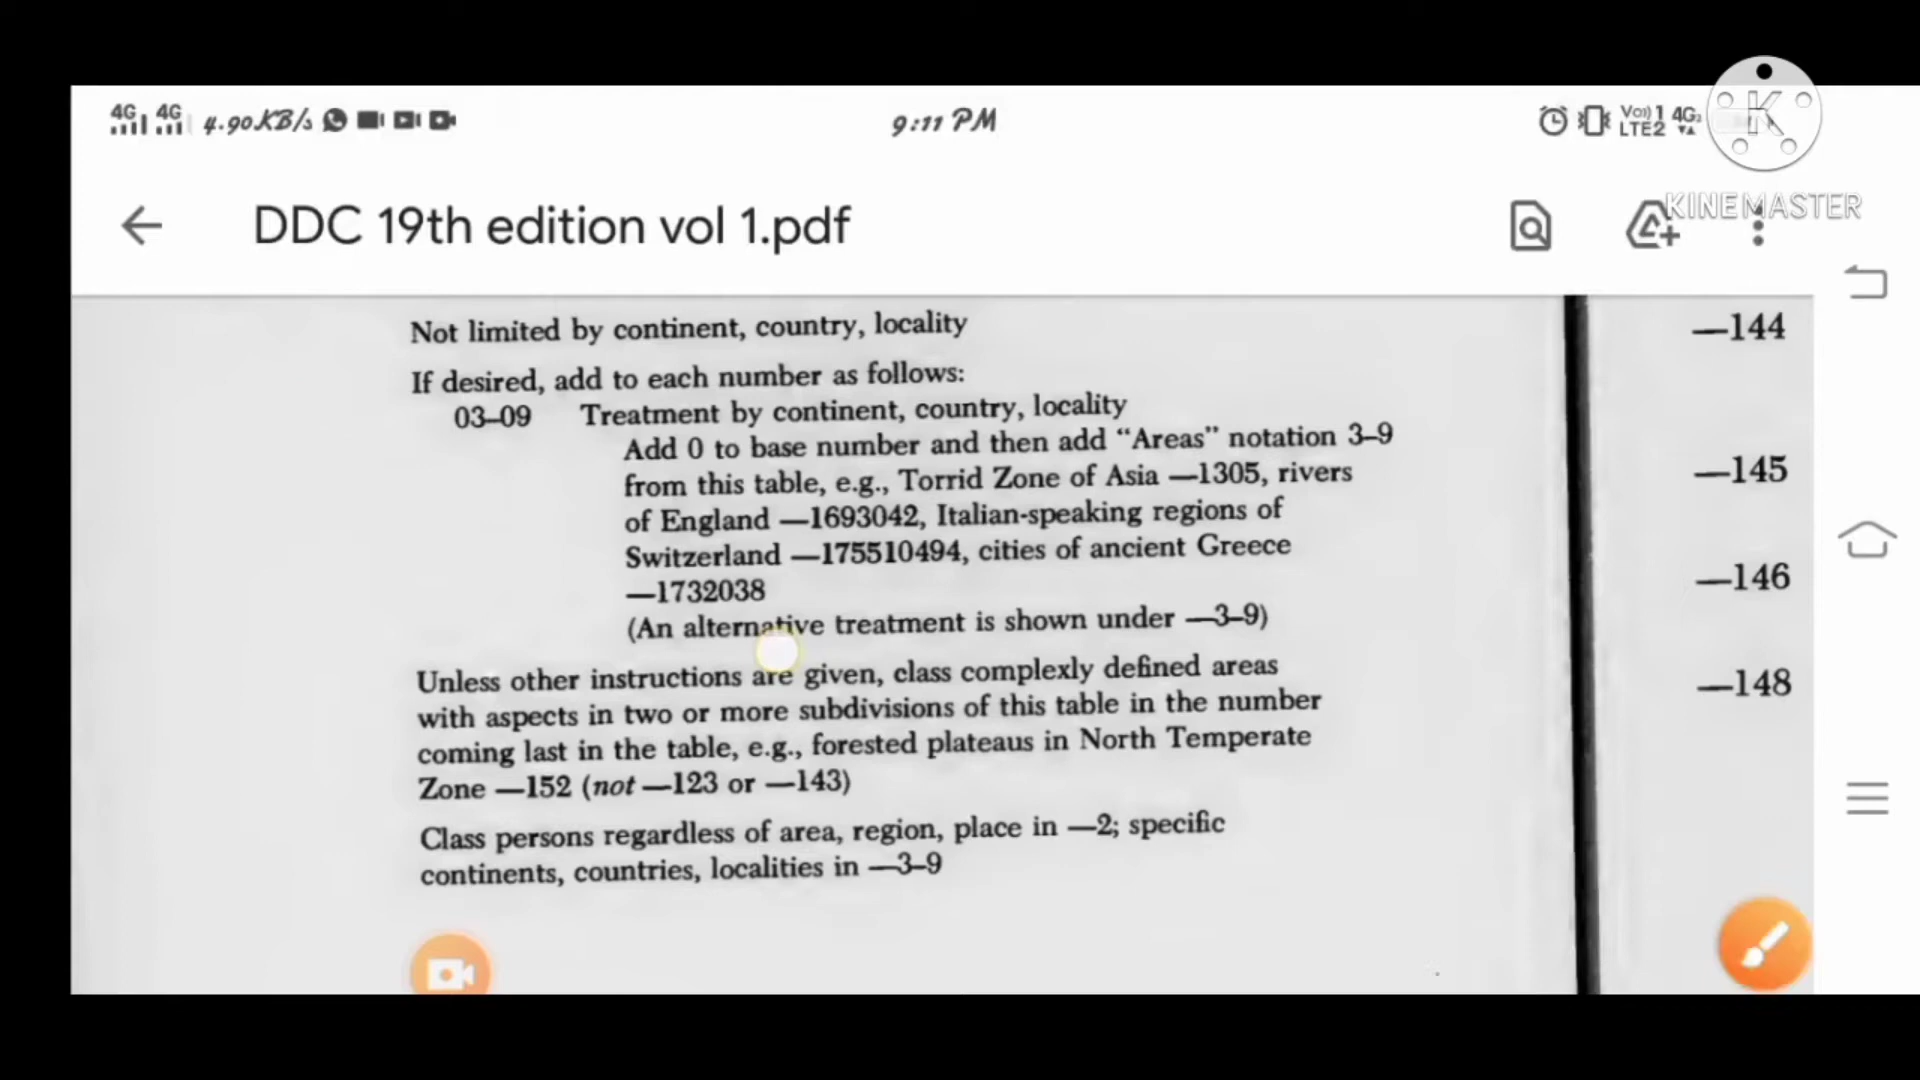 4G 4G 4.90KB/s 9:11 PM Vo)) 1 4G
LTE2
K
KINEMASTER
DDC 19th edition vol 1.pdf
Not limited by continent, country, locality
If desired, add to each number as follows:
03–09 Treatment by continent, country, locality
Add 0 to base number and then add “Areas” notation 3–9
from this table, e.g., Torrid Zone of Asia —1305, rivers
of England —1693042, Italian-speaking regions of
Switzerland —175510494, cities of ancient Greece
—1732038
(An alternative treatment is shown under —3–9)
Unless other instructions are given, class complexly defined areas
with aspects in two or more subdivisions of this table in the number
coming last in the table, e.g., forested plateaus in North Temperate
Zone —152 (not —123 or —143)
Class persons regardless of area, region, place in —2; specific
continents, countries, localities in —3–9
—144
—145
—146
—148